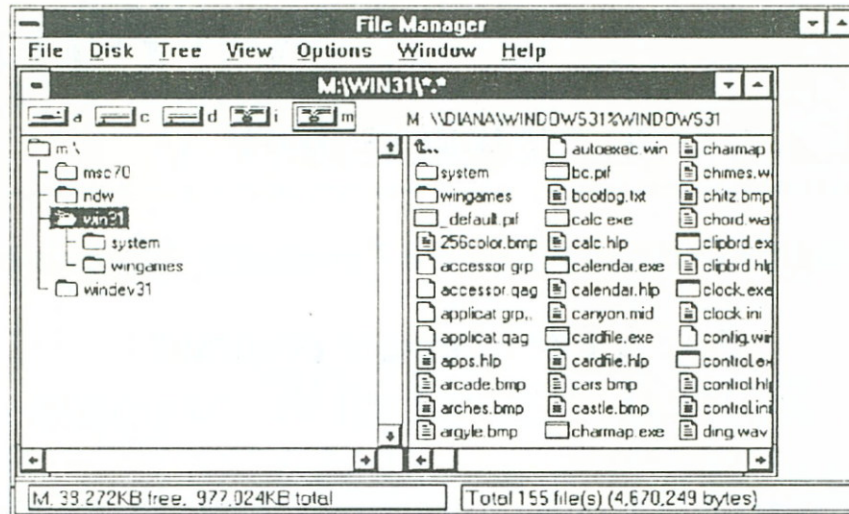 File Manager
File Disk Tree View Options Window Help
M:\WIN31\*.*
a c d i m M: \\DIANA\WINDOWS31%WINDOWS31
m:\
msc70
ndw
win31
system
wingames
windev31
t...
system
wingames
_default.pif
256color.bmp
accessor.grp
accessor.qag
applicat.grp..
applicat.qag
apps.hlp
arcade.bmp
arches.bmp
argyle.bmp
autoexec.win
bc.pif
bootlog.txt
calc.exe
calc.hlp
calendar.exe
calendar.hlp
canyon.mid
cardfile.exe
cardfile.hlp
cars.bmp
castle.bmp
charmap.exe
charmap
chimes.w
chitz.bmp
chord.wa
clipbrd.ex
clipbrd.hlp
clock.exe
clock.ini
config.win
control.ex
control.hlp
control.ini
ding.wav
M: 39,272KB free, 977,024KB total
Total 155 file(s) (4,670,249 bytes)